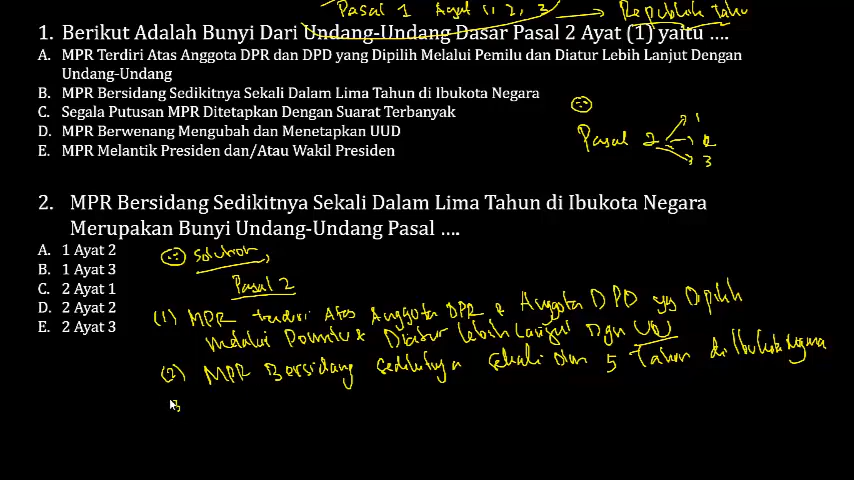 Pasal 1 Ayat 1, 2, 3 → Republik
1. Berikut Adalah Bunyi Dari Undang-Undang Dasar Pasal 2 Ayat (1) yaitu ....
A. MPR Terdiri Atas Anggota DPR dan DPD yang Dipilih Melalui Pemilu dan Diatur Lebih Lanjut Dengan
Undang-Undang
B. MPR Bersidang Sedikitnya Sekali Dalam Lima Tahun di Ibukota Negara
C. Segala Putusan MPR Ditetapkan Dengan Suarat Terbanyak
D. MPR Berwenang Mengubah dan Menetapkan UUD
E. MPR Melantik Presiden dan/Atau Wakil Presiden
Pasal 2 1 2 3
2. MPR Bersidang Sedikitnya Sekali Dalam Lima Tahun di Ibukota Negara
Merupakan Bunyi Undang-Undang Pasal ....
A. 1 Ayat 2
B. 1 Ayat 3
C. 2 Ayat 1
D. 2 Ayat 2
E. 2 Ayat 3
Solution,
Pasal 2
(1) MPR terdiri Atas Anggota DPR & Anggota DPD yg Dipilih
melalui Pemilu & Diatur lebih lanjut dgn UU
(2) MPR Bersidang sedikitnya sekali dlm 5 Tahun di Ibukota Negara